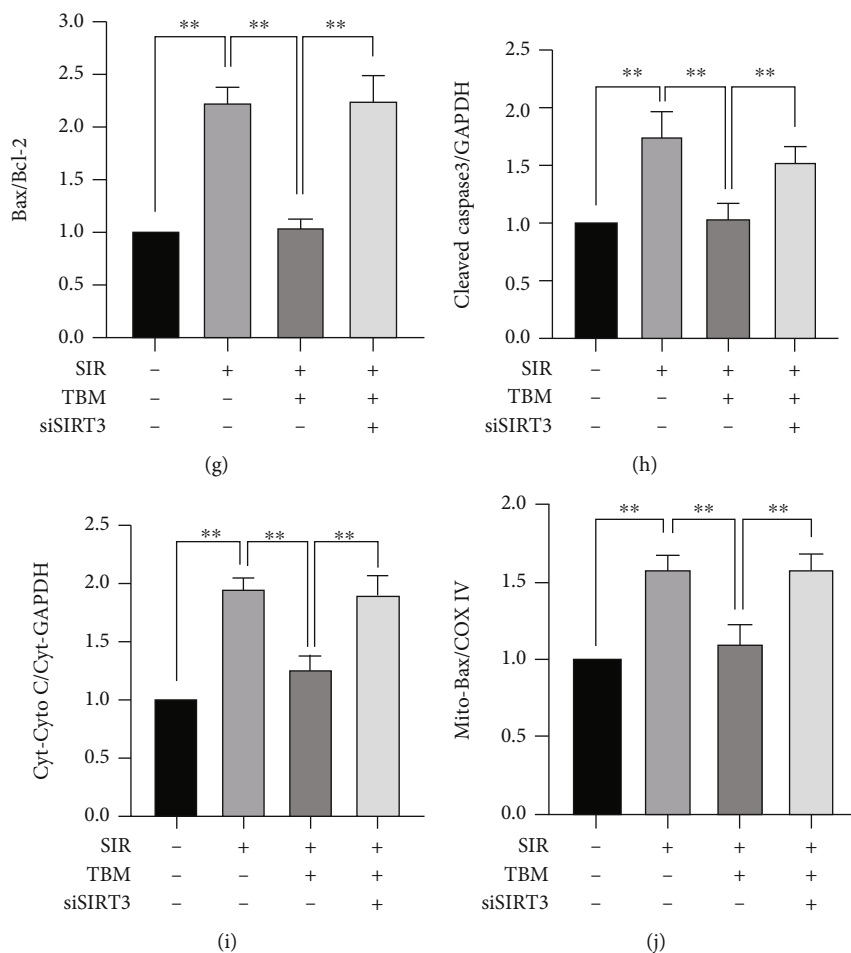 ** ** **
3.0
2.5
2.0
1.5
1.0
0.5
0.0
Bax/Bcl-2
SIR – + + +
TBM – – + +
siSIRT3 – – – +
(g)
** ** **
2.5
2.0
1.5
1.0
0.5
0.0
Cleaved caspase3/GAPDH
SIR – + + +
TBM – – + +
siSIRT3 – – – +
(h)
** ** **
2.5
2.0
1.5
1.0
0.5
0.0
Cyt-Cyto C/Cyt-GAPDH
SIR – + + +
TBM – – + +
siSIRT3 – – – +
(i)
** ** **
2.0
1.5
1.0
0.5
0.0
Mito-Bax/COX IV
SIR – + + +
TBM – – + +
siSIRT3 – – – +
(j)